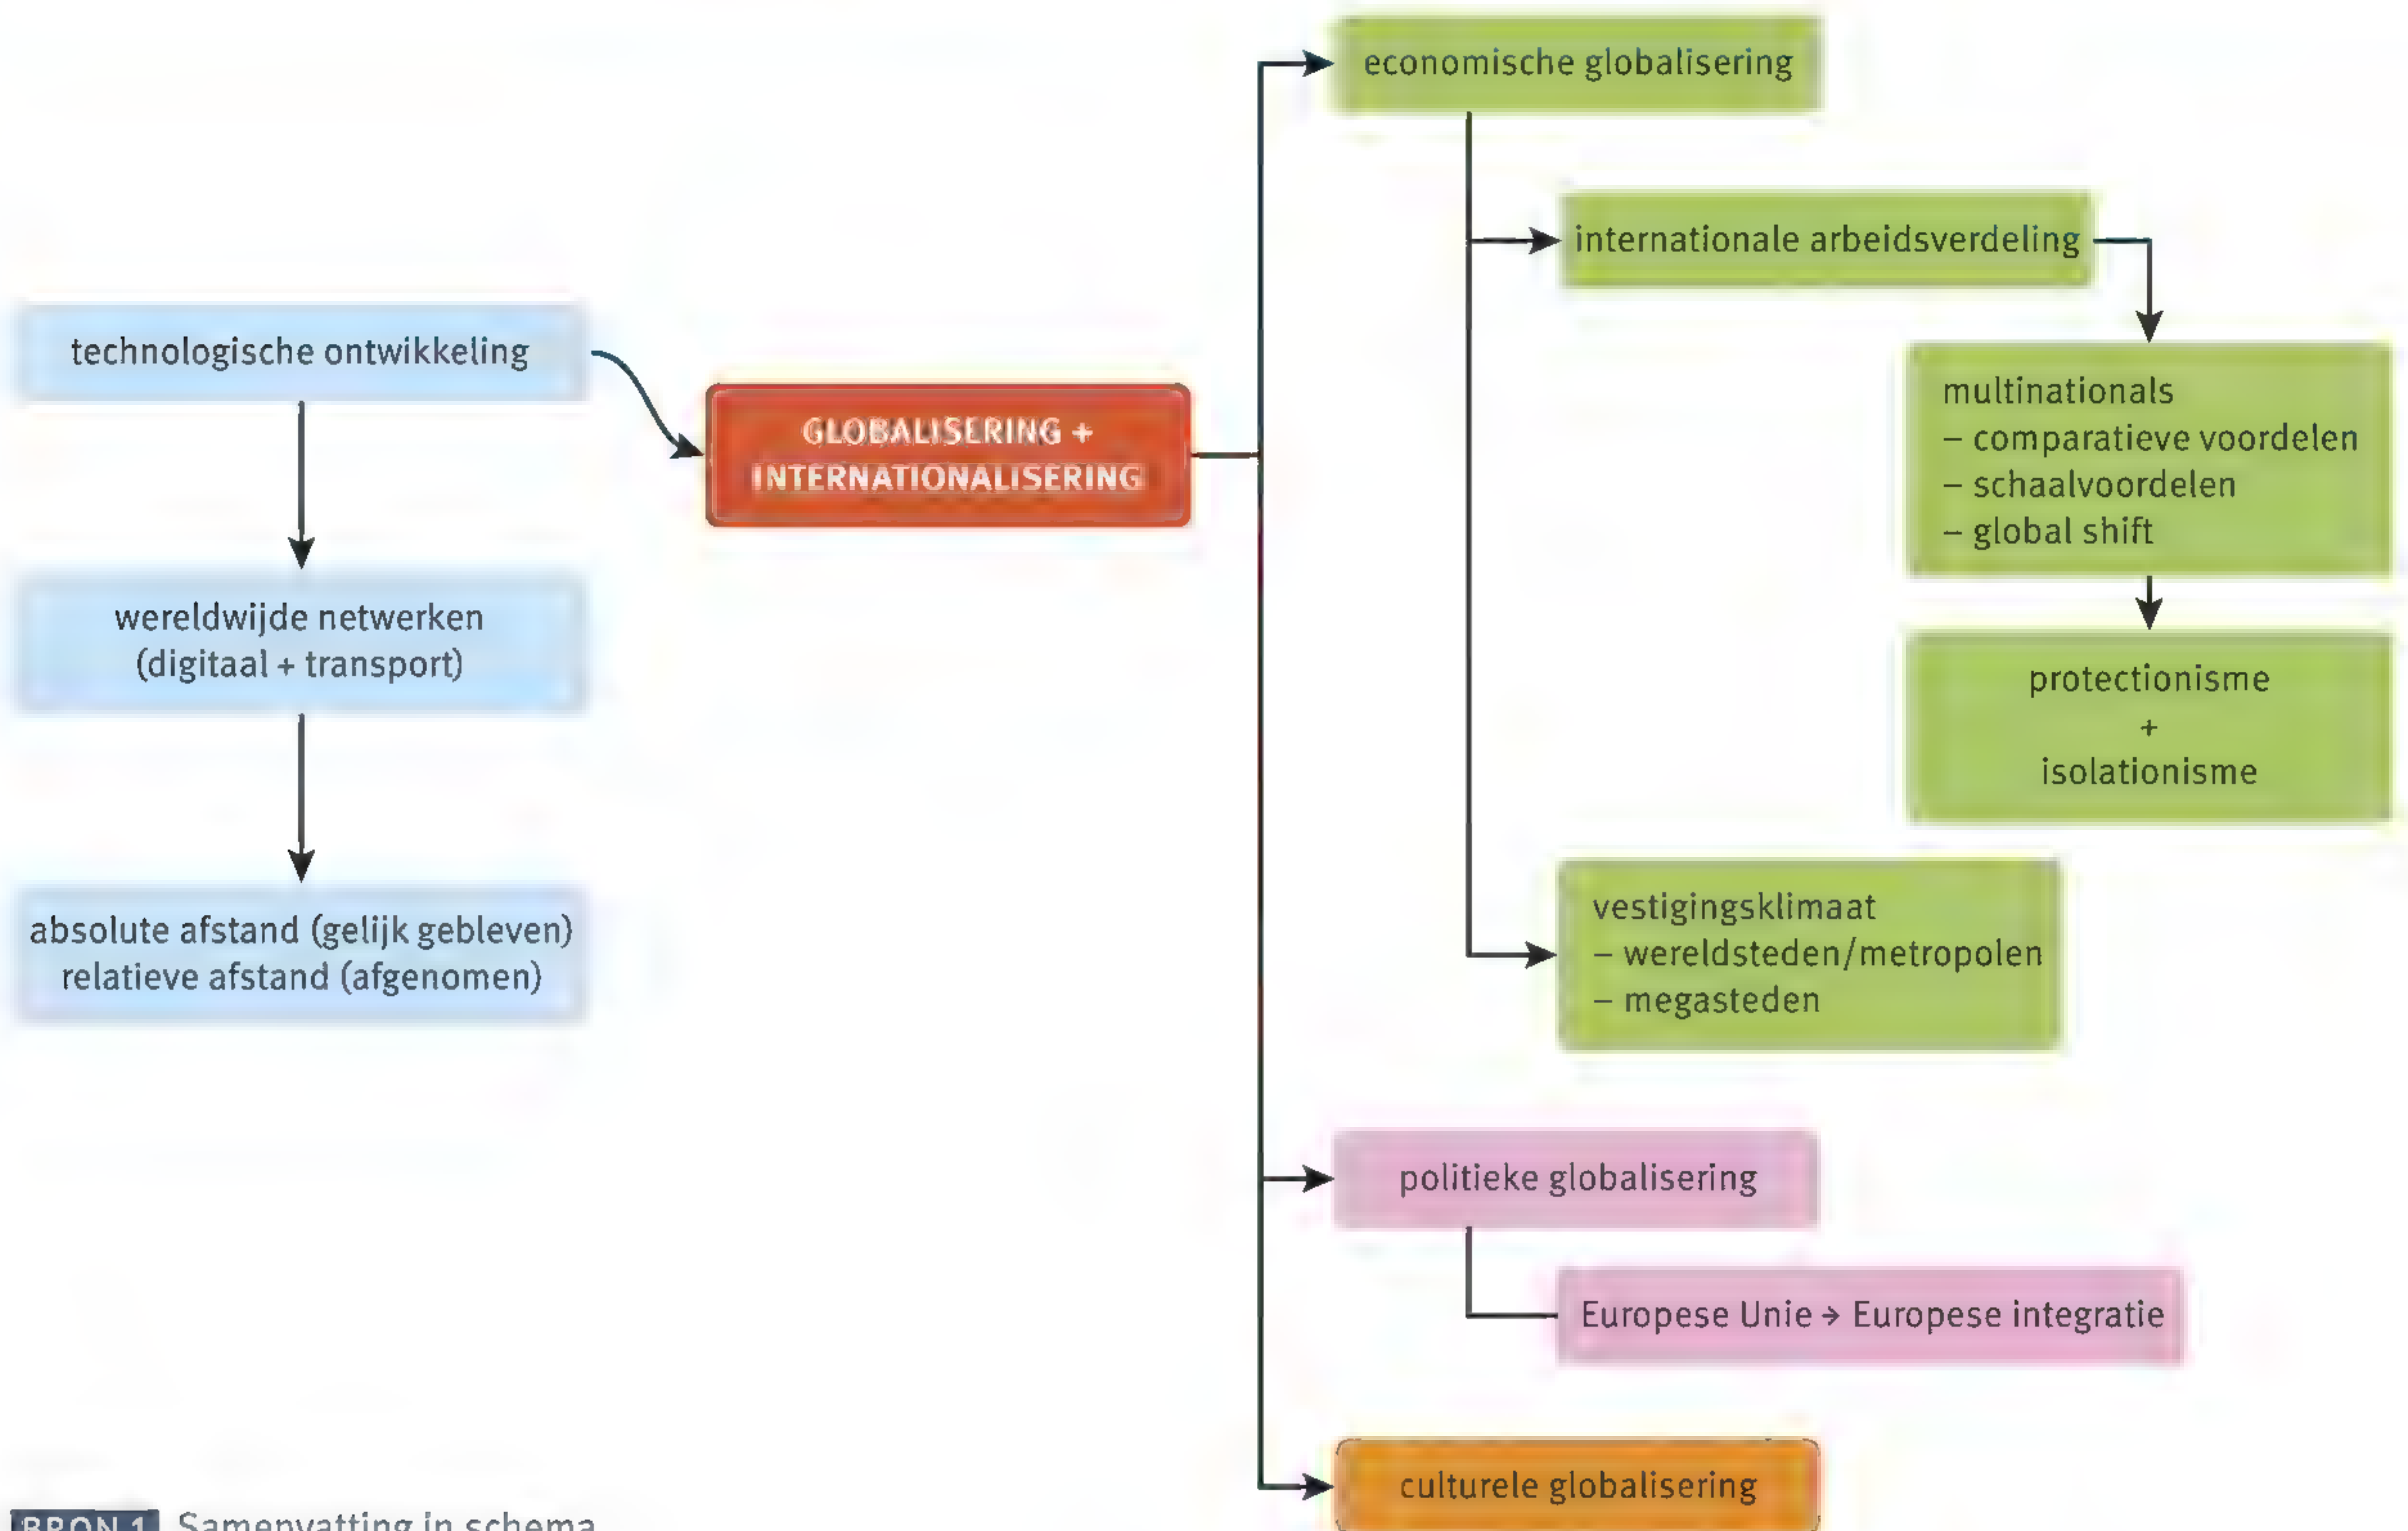 economische globalisering
internationale arbeidsverdeling
technologische ontwikkeling
multinationals
– comparatieve voordelen
– schaalvoordelen
– global shift
GLOBALISERING +
INTERNATIONALISERING
wereldwijde netwerken
(digitaal + transport)
protectionisme
+
isolationisme
absolute afstand (gelijk gebleven)
relatieve afstand (afgenomen)
vestigingsklimaat
– wereldsteden/metropolen
– megasteden
politieke globalisering
Europese Unie → Europese integratie
culturele globalisering
BRON 1 Samenvatting in schema